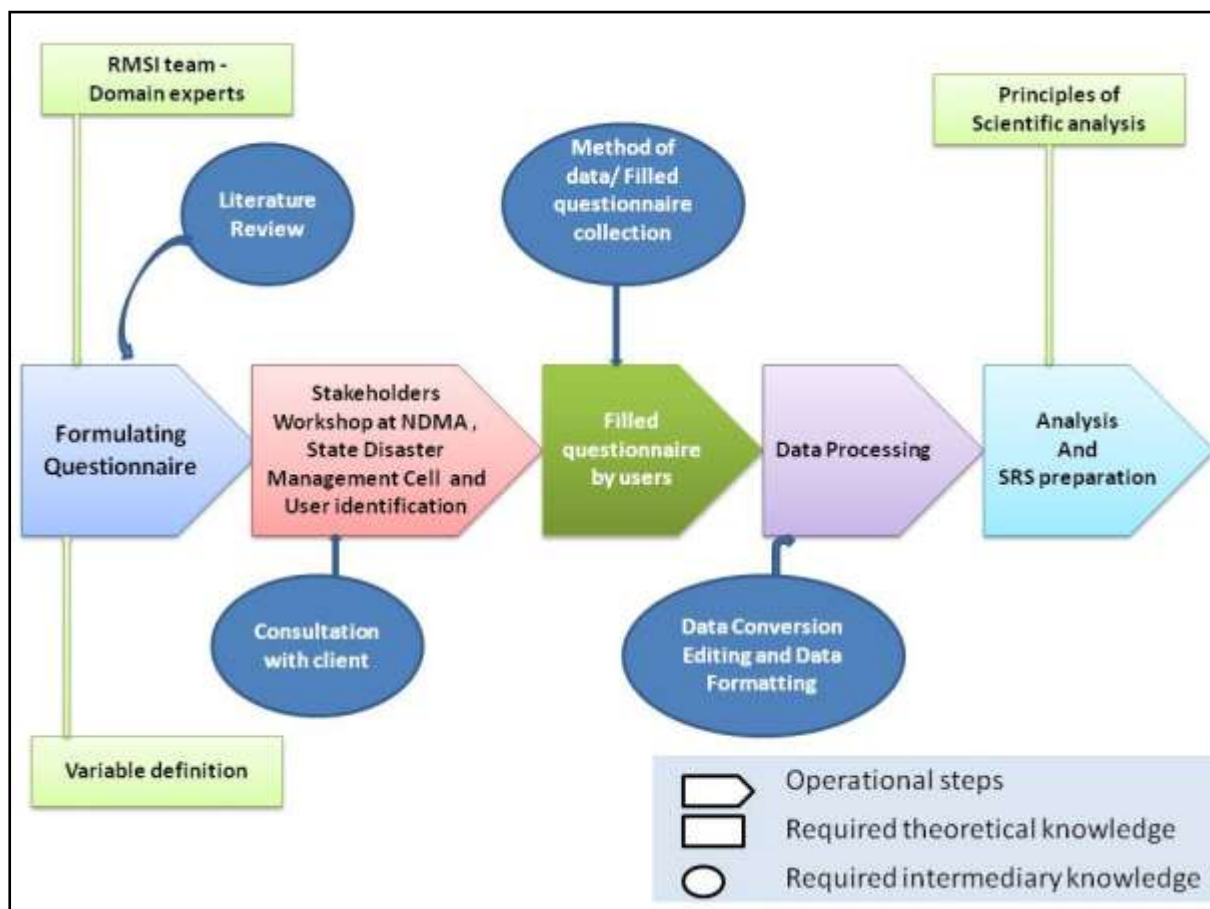 RMSI team -
Domain experts
Principles of
Scientific analysis
Method of
data/ Filled
questionnaire
collection
Literature
Review
Formulating
Questionnaire
Stakeholders
Workshop at NDMA ,
State Disaster
Management Cell and
User identification
Filled
questionnaire
by users
Data Processing
Analysis
And
SRS preparation
Consultation
with client
Data Conversion
Editing and Data
Formatting
Variable definition
Operational steps
Required theoretical knowledge
Required intermediary knowledge